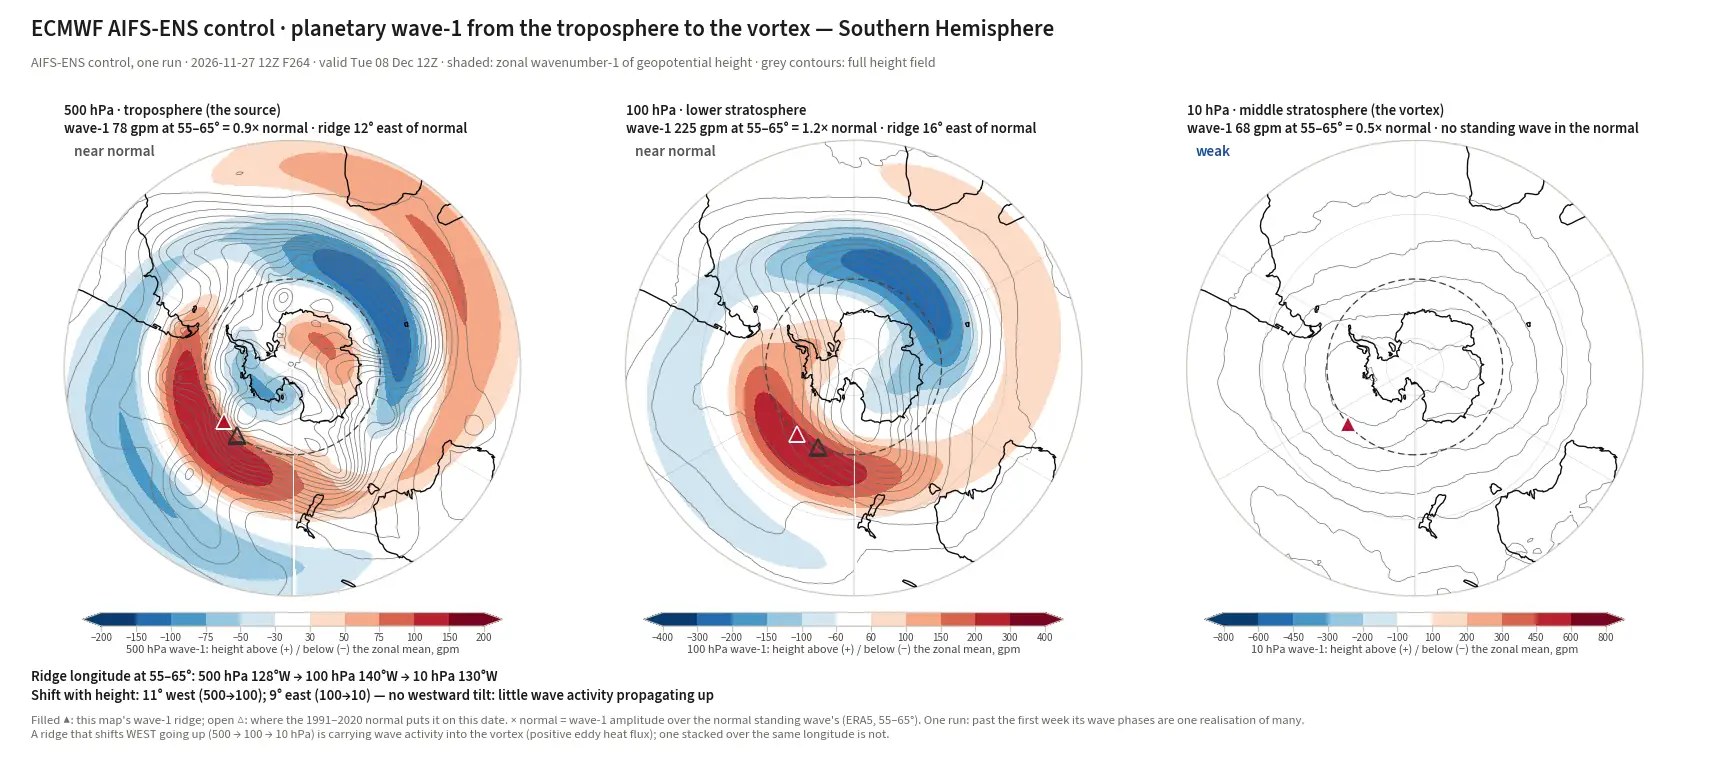 ECMWF AIFS-ENS control · planetary wave-1 from the troposphere to the vortex — Southern Hemisphere
AIFS-ENS control, one run · 2026-11-27 12Z F264 · valid Tue 08 Dec 12Z · shaded: zonal wavenumber-1 of geopotential height · grey contours: full height field
500 hPa · troposphere (the source)
wave-1 78 gpm at 55–65° = 0.9× normal · ridge 12° east of normal
near normal
100 hPa · lower stratosphere
wave-1 225 gpm at 55–65° = 1.2× normal · ridge 16° east of normal
near normal
10 hPa · middle stratosphere (the vortex)
wave-1 68 gpm at 55–65° = 0.5× normal · no standing wave in the normal
weak
−200 −150 −100 −75 −50 −30 30 50 75 100 150 200
500 hPa wave-1: height above (+) / below (−) the zonal mean, gpm
−400 −300 −200 −150 −100 −60 60 100 150 200 300 400
100 hPa wave-1: height above (+) / below (−) the zonal mean, gpm
−800 −600 −450 −300 −200 −100 100 200 300 450 600 800
10 hPa wave-1: height above (+) / below (−) the zonal mean, gpm
Ridge longitude at 55–65°: 500 hPa 128°W → 100 hPa 140°W → 10 hPa 130°W
Shift with height: 11° west (500→100); 9° east (100→10) — no westward tilt: little wave activity propagating up
Filled ▲: this map's wave-1 ridge; open △: where the 1991–2020 normal puts it on this date. × normal = wave-1 amplitude over the normal standing wave's (ERA5, 55–65°). One run: past the first week its wave phases are one realisation of many.
A ridge that shifts WEST going up (500 → 100 → 10 hPa) is carrying wave activity into the vortex (positive eddy heat flux); one stacked over the same longitude is not.